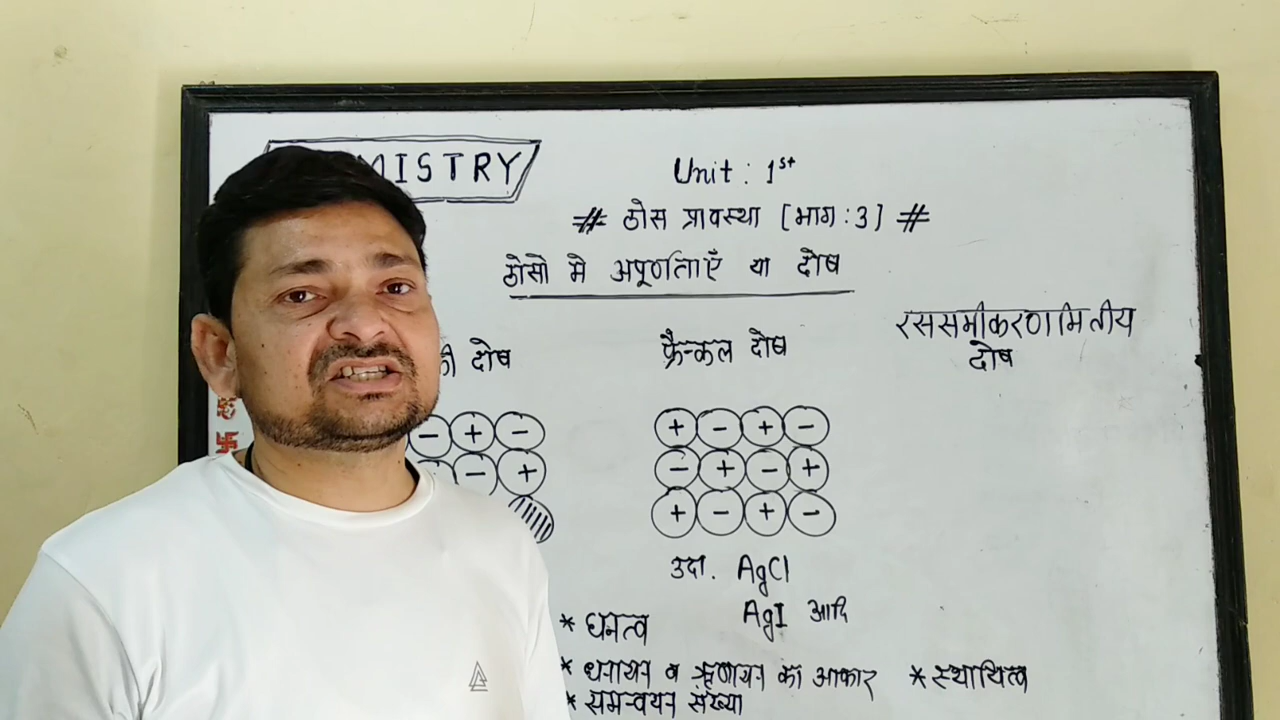 MISTRY
Unit : 1st
# ठोस प्रावस्था [भाग : 3] #
ठोसो मे अपूर्णताएँ या दोष
की दोष
फ्रैन्कल दोष
रससमीकरणमितीय
दोष
− + −
− +
+ − + −
− + − +
+ − + −
उदा. AgCl
AgI आदि
* धनत्व
* धनायन व ऋणायन का आकार
* स्थायित्व
* समन्वयन संख्या